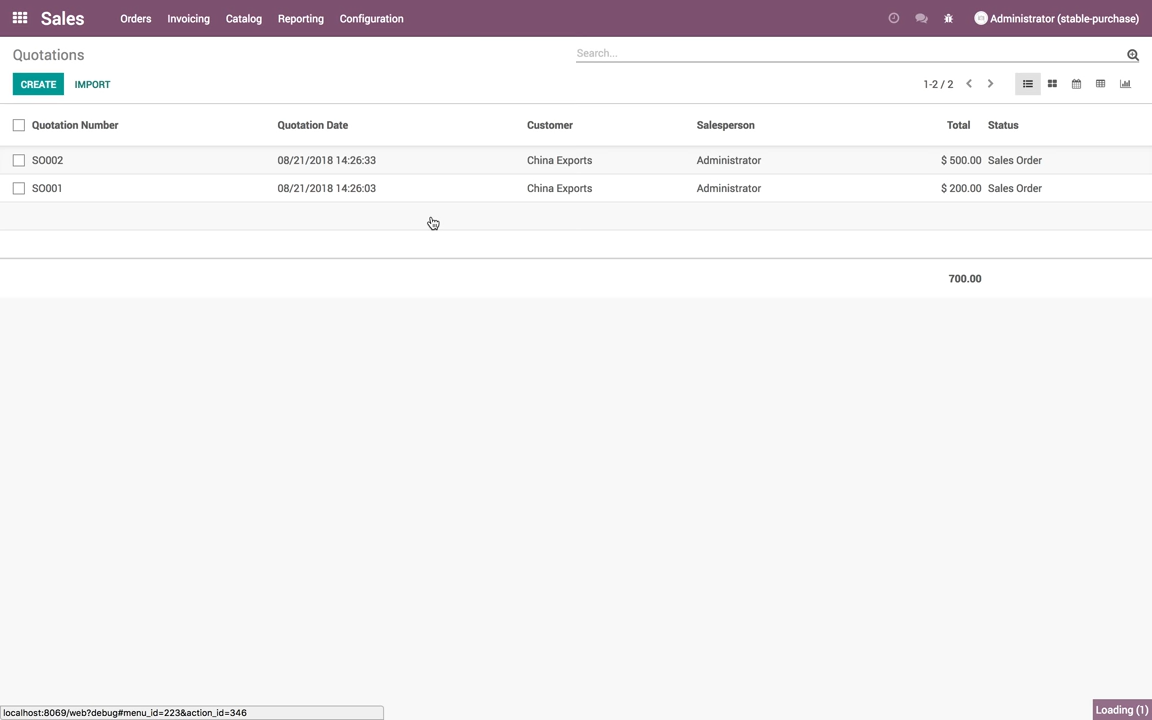 Sales Orders Invoicing Catalog Reporting Configuration Administrator (stable-purchase)
Quotations Search...
CREATE IMPORT 1-2 / 2
Quotation Number Quotation Date Customer Salesperson Total Status
SO002 08/21/2018 14:26:33 China Exports Administrator $ 500.00 Sales Order
SO001 08/21/2018 14:26:03 China Exports Administrator $ 200.00 Sales Order
700.00
localhost:8069/web?debug#menu_id=223&action_id=346 Loading (1)